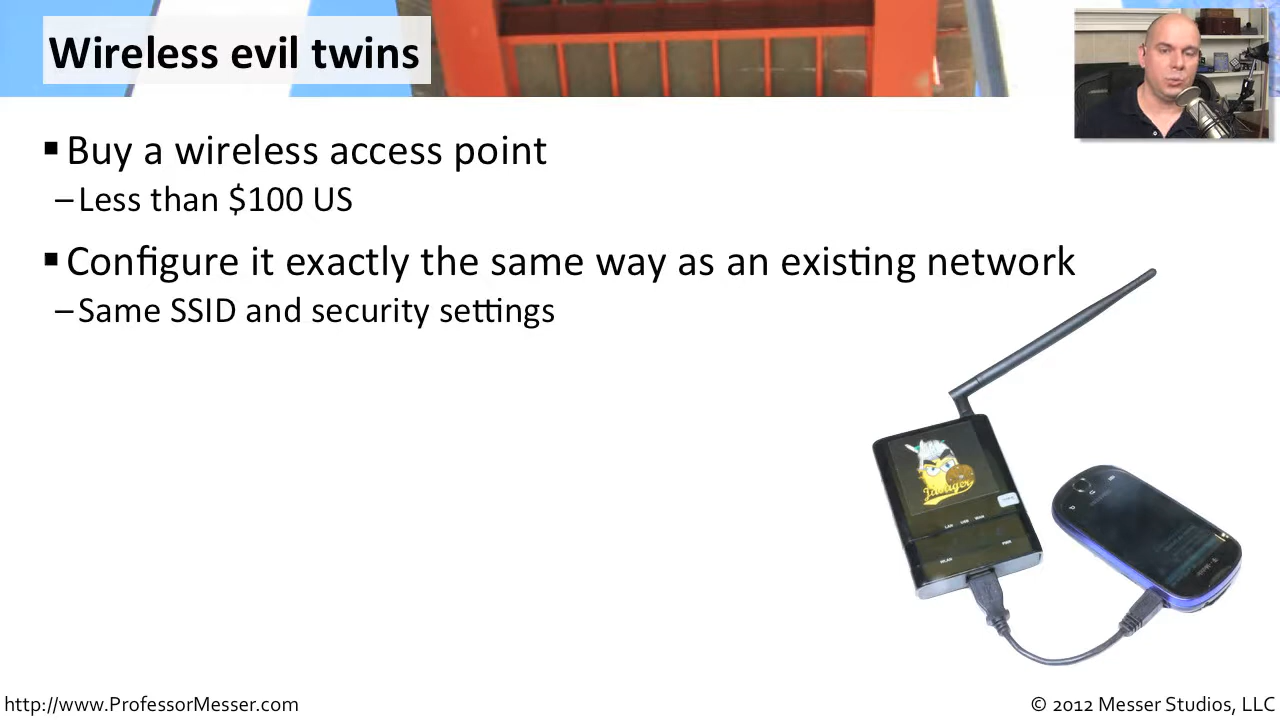 Wireless evil twins
▪ Buy a wireless access point
–Less than $100 US
▪ Configure it exactly the same way as an existing network
–Same SSID and security settings
http://www.ProfessorMesser.com
© 2012 Messer Studios, LLC